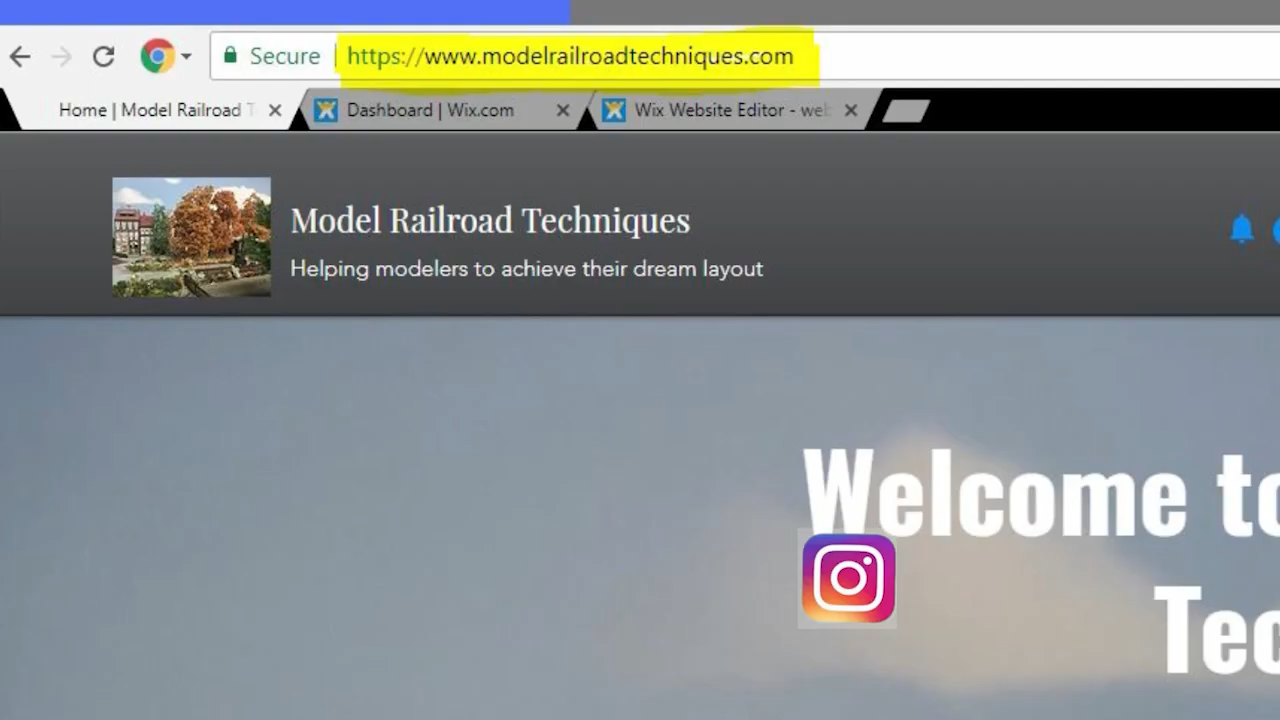 Secure https://www.modelrailroadtechniques.com
Home | Model Railroad
Dashboard | Wix.com
Wix Website Editor - web
Model Railroad Techniques
Helping modelers to achieve their dream layout
Welcome to
Tec